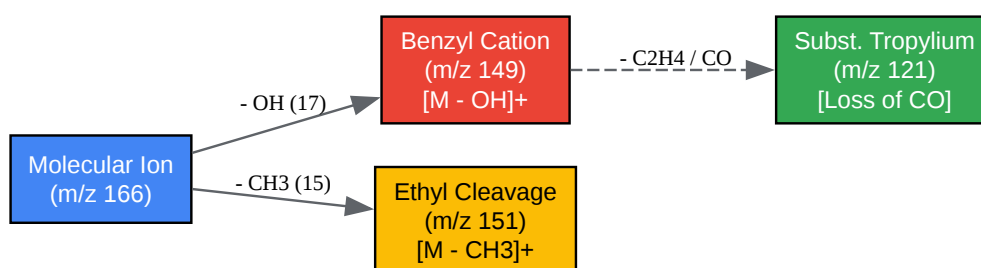 Molecular Ion
(m/z 166)
- OH (17)
- CH3 (15)
Benzyl Cation
(m/z 149)
[M - OH]+
Ethyl Cleavage
(m/z 151)
[M - CH3]+
- C2H4 / CO
Subst. Tropylium
(m/z 121)
[Loss of CO]